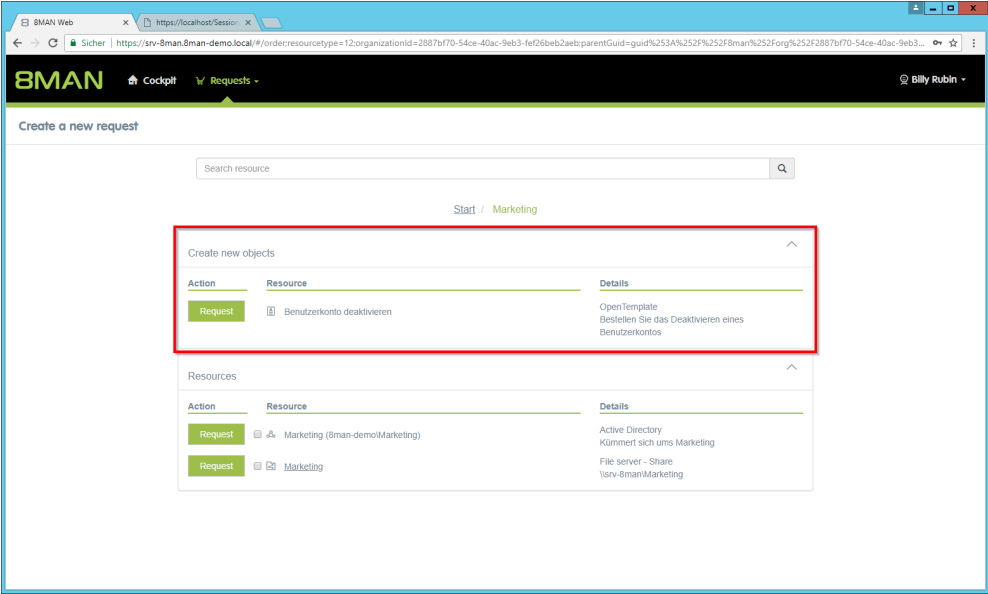 8MAN Web
https://localhost/Session
Sicher | https://srv-8man.8man-demo.local/#/order;resourcetype=12;organizationId=2887bf70-54ce-40ac-9eb3-fef26beb2aeb;parentGuid=guid%253A%252F%252F8man%252Forg%252F2887bf70-54ce-40ac-9eb3...
8MAN
Cockpit
Requests
Billy Rubin
Create a new request
Search resource
Start / Marketing
Create new objects
Action Resource Details
Request Benutzerkonto deaktivieren OpenTemplate
Bestellen Sie das Deaktivieren eines
Benutzerkontos
Resources
Action Resource Details
Request Marketing (8man-demo\Marketing) Active Directory
Kümmert sich ums Marketing
Request Marketing File server - Share
\\srv-8man\Marketing